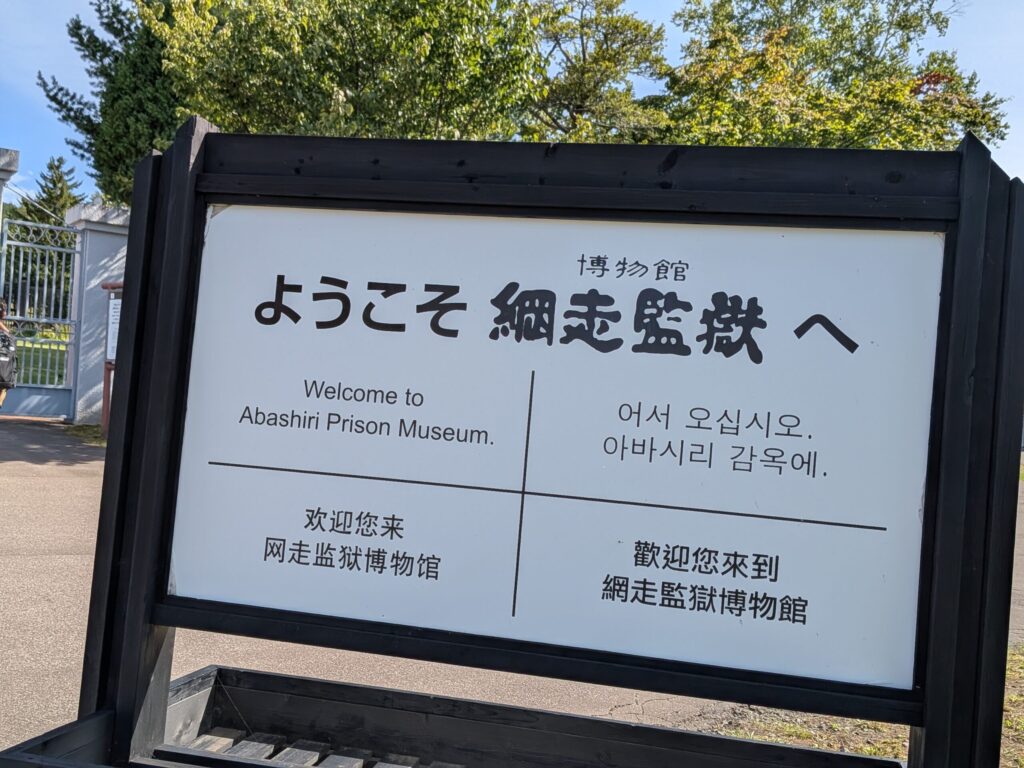 博物館
ようこそ 網走監獄 へ
Welcome to
Abashiri Prison Museum.
어서 오십시오.
아바시리 감옥에.
欢迎您来
网走监狱博物馆
歡迎您來到
網走監獄博物館